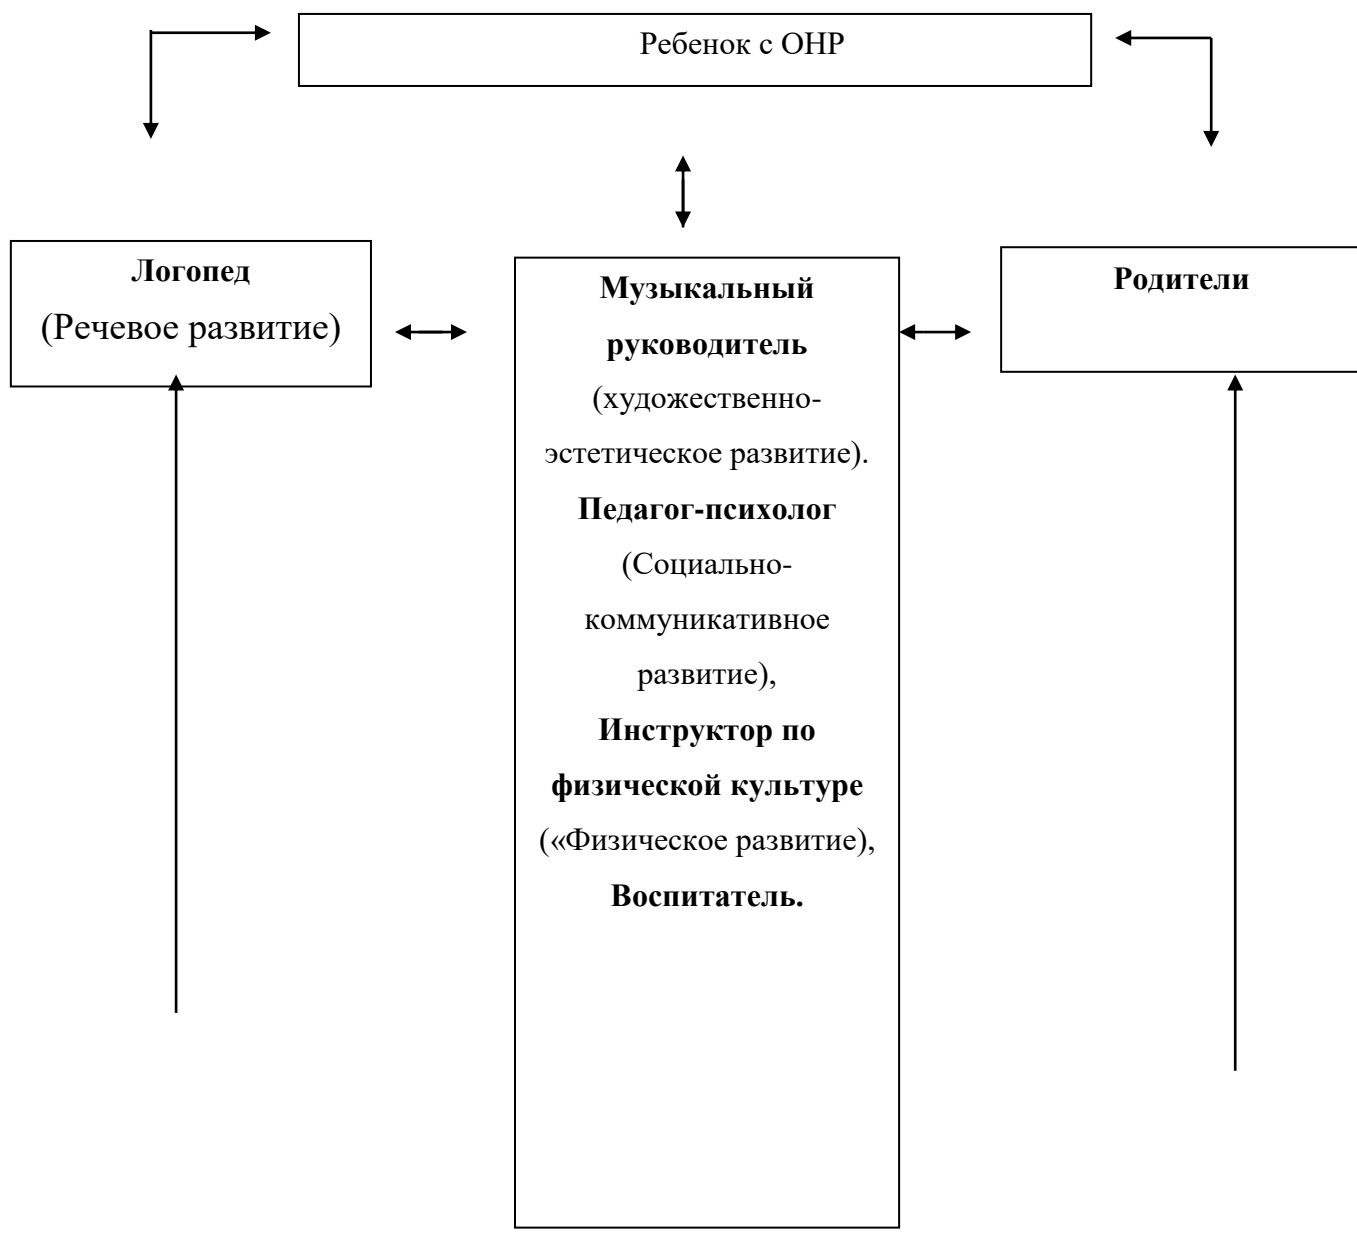 Ребенок с ОНР
Логопед
(Речевое развитие)
Музыкальный
руководитель
(художественно-
эстетическое развитие).
Педагог-психолог
(Социально-
коммуникативное
развитие),
Инструктор по
физической культуре
(«Физическое развитие),
Воспитатель.
Родители